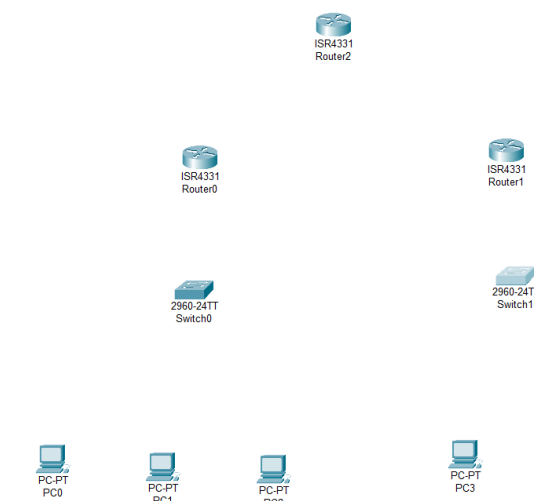 ISR4331
Router2
ISR4331
Router0
ISR4331
Router1
2960-24TT
Switch0
2960-24T
Switch1
PC-PT
PC0
PC-PT
PC1
PC-PT
PC-PT
PC3